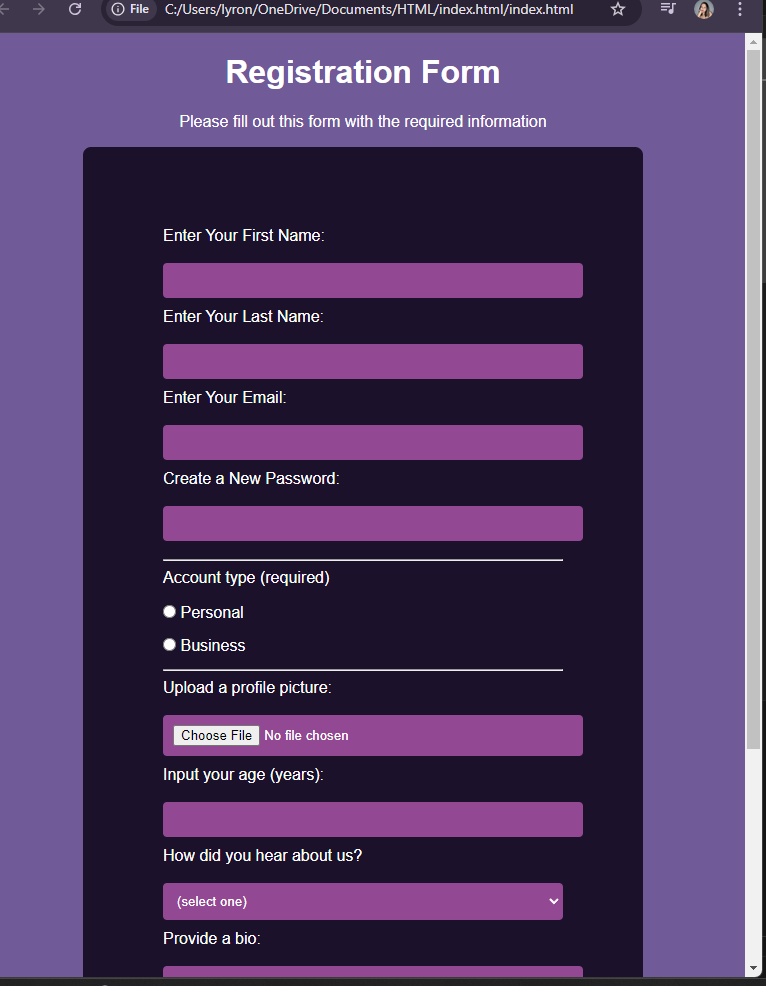 File C:/Users/lyron/OneDrive/Documents/HTML/index.html/index.html
Registration Form
Please fill out this form with the required information
Enter Your First Name:
Enter Your Last Name:
Enter Your Email:
Create a New Password:
Account type (required)
Personal
Business
Upload a profile picture:
Choose File No file chosen
Input your age (years):
How did you hear about us?
(select one)
Provide a bio: